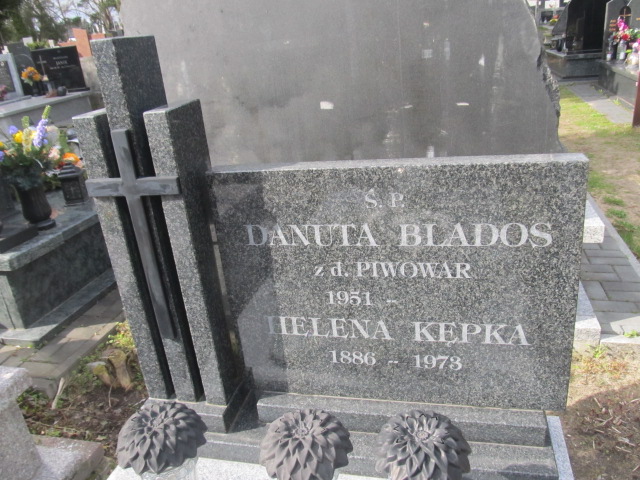 Ś. P.
DANUTA BLADOS
z d. PIWOWAR
1951 -
HELENA KĘPKA
1886 - 1973